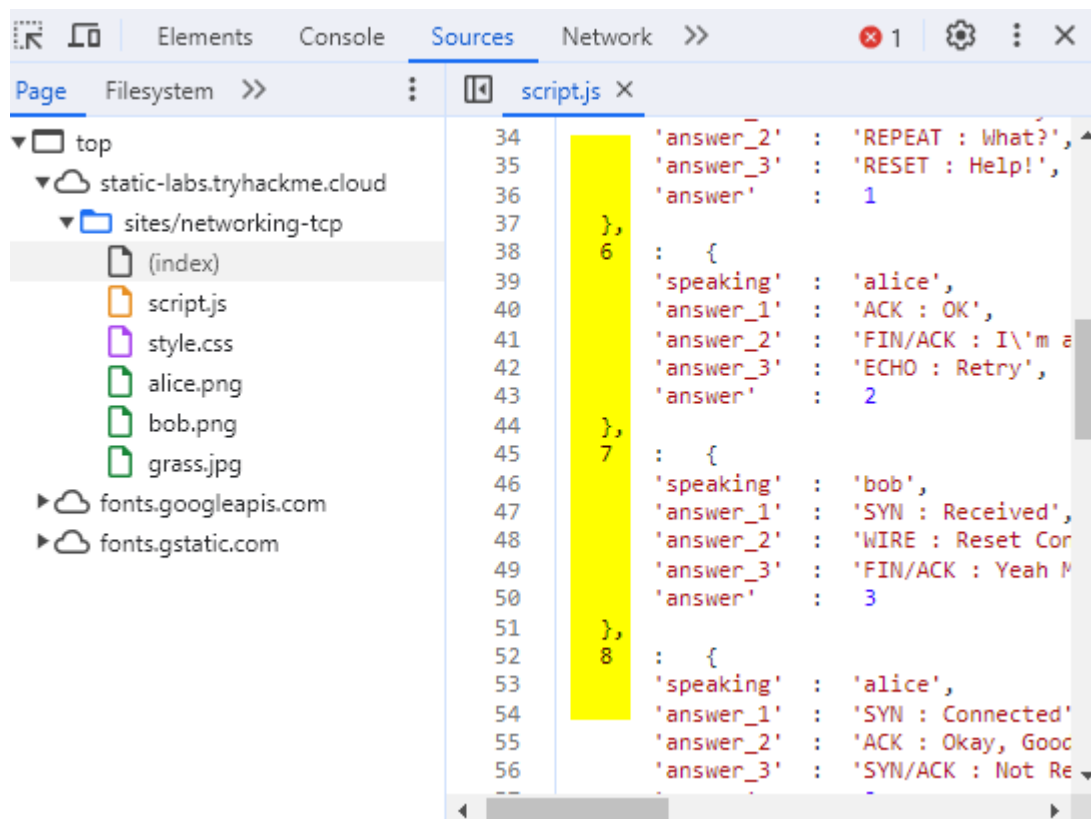 Elements Console Sources Network >> 1
Page Filesystem >> script.js
top
static-labs.tryhackme.cloud
sites/networking-tcp
(index)
script.js
style.css
alice.png
bob.png
grass.jpg
fonts.googleapis.com
fonts.gstatic.com
34 'answer_2' : 'REPEAT : What?',
35 'answer_3' : 'RESET : Help!',
36 'answer' : 1
37 },
38 6 : {
39 'speaking' : 'alice',
40 'answer_1' : 'ACK : OK',
41 'answer_2' : 'FIN/ACK : I\'m a
42 'answer_3' : 'ECHO : Retry',
43 'answer' : 2
44 },
45 7 : {
46 'speaking' : 'bob',
47 'answer_1' : 'SYN : Received',
48 'answer_2' : 'WIRE : Reset Con
49 'answer_3' : 'FIN/ACK : Yeah M
50 'answer' : 3
51 },
52 8 : {
53 'speaking' : 'alice',
54 'answer_1' : 'SYN : Connected'
55 'answer_2' : 'ACK : Okay, Good
56 'answer_3' : 'SYN/ACK : Not Re